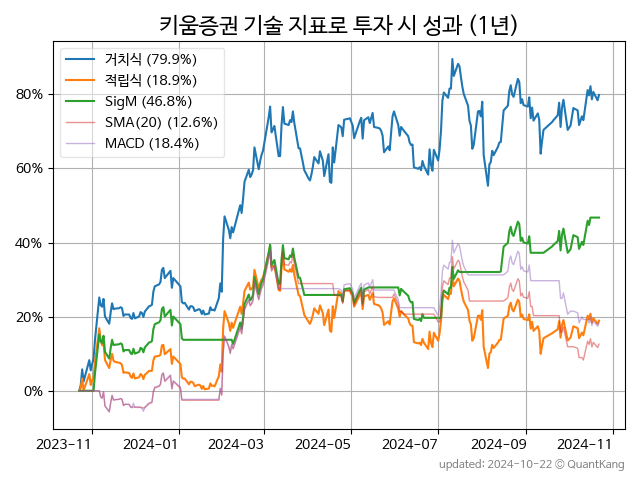 키움증권 기술 지표로 투자 시 성과 (1년)
거치식 (79.9%)
적립식 (18.9%)
SigM (46.8%)
SMA(20) (12.6%)
MACD (18.4%)
80%
60%
40%
20%
0%
2023-11 2024-01 2024-03 2024-05 2024-07 2024-09 2024-11
updated: 2024-10-22 © QuantKang